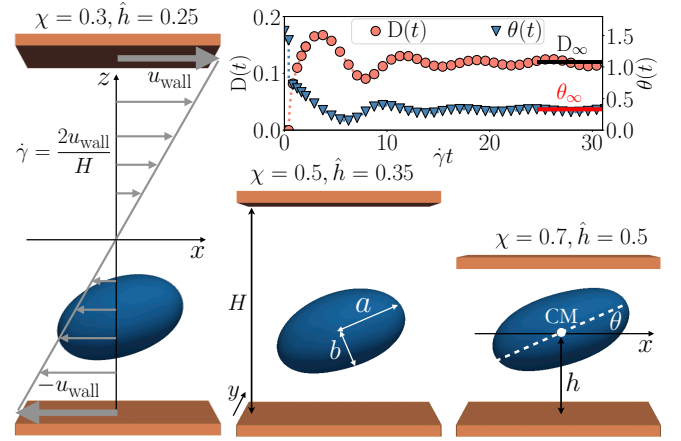 χ = 0.3, ĥ = 0.25
u_wall
z
γ̇ = 2u_wall / H
x
−u_wall
0.2
0.1
0.0
D(t)
D(t)
θ(t)
D_∞
θ_∞
1.5
1.0
0.5
0.0
θ(t)
0
10
20
30
γ̇t
χ = 0.5, ĥ = 0.35
H
a
b
y
χ = 0.7, ĥ = 0.5
CM
θ
x
h